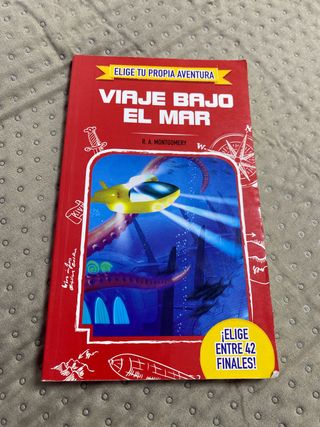 ELIGE TU PROPIA AVENTURA
VIAJE BAJO
EL MAR
R. A. MONTGOMERY
W
¡ELIGE
ENTRE 42
FINALES!